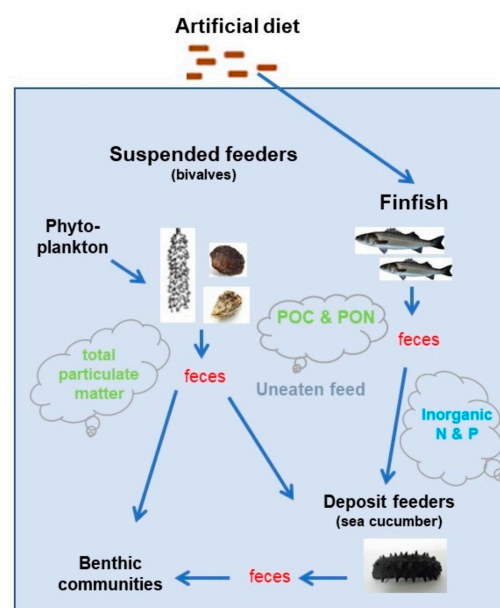 Artificial diet
Suspended feeders
(bivalves)
Finfish
Phyto-
plankton
POC & PON
total
particulate
matter
feces
feces
Uneaten feed
Inorganic
N & P
Deposit feeders
(sea cucumber)
Benthic
communities
feces